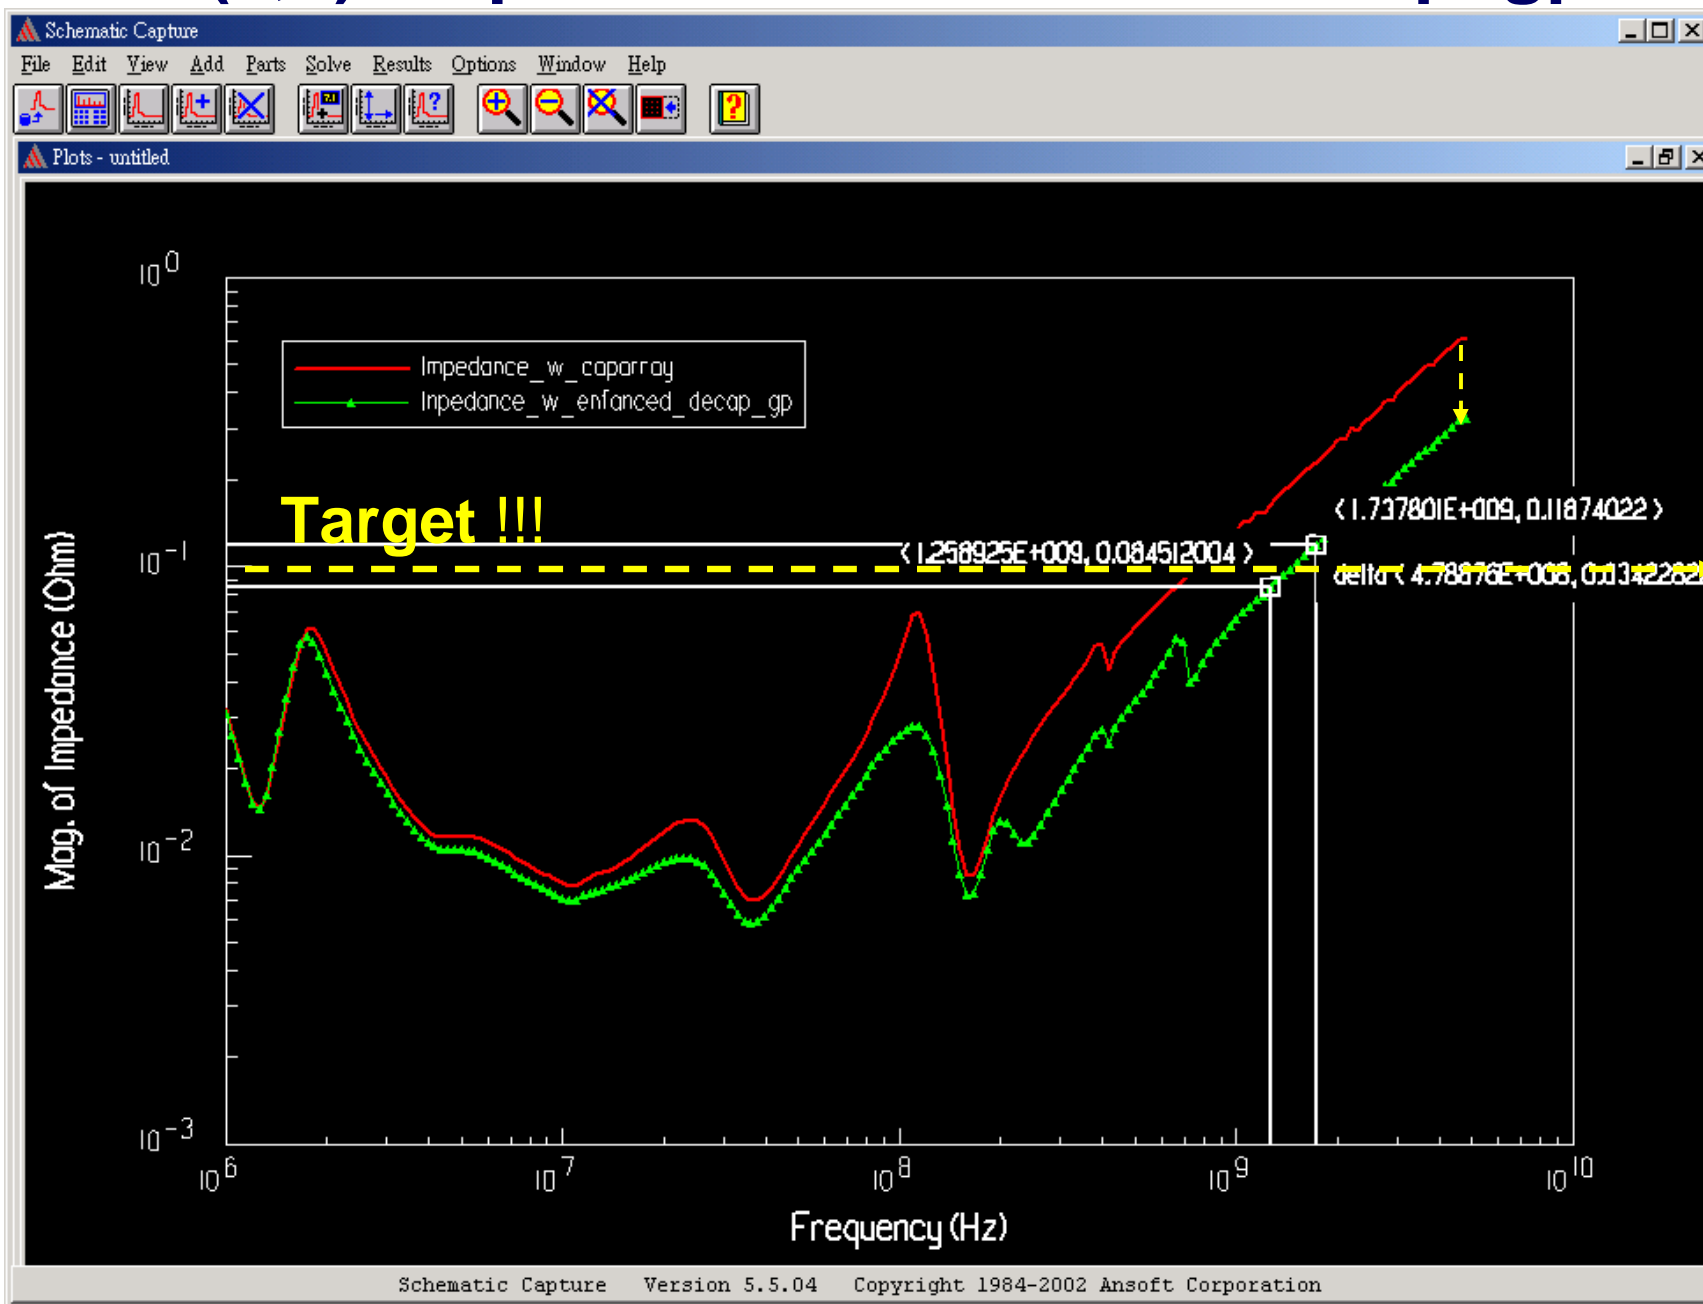 Schematic Capture
File Edit View Add Parts Solve Results Options Window Help
Plots - untitled
10^0
Impedance_w_caparray
Inpedance_w_enfanced_decap_gp
Target !!!
<1.737801E+009, 0.11874022>
<1.258925E+009, 0.084512004>
10^-1
Mag. of Impedance (Ohm)
10^-2
10^-3
10^6 10^7 10^8 10^9 10^10
Frequency (Hz)
Schematic Capture Version 5.5.04 Copyright 1984-2002 Ansoft Corporation